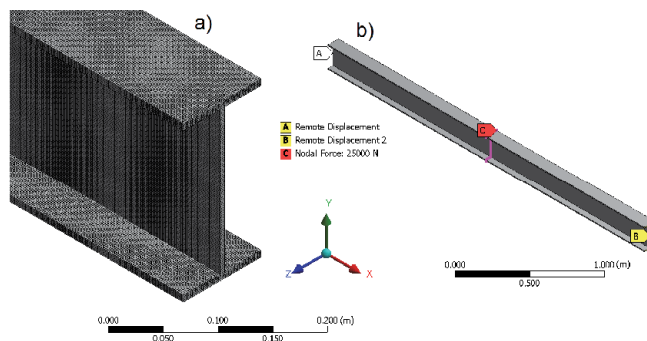 a)
b)
A
A Remote Displacement
B Remote Displacement 2
C Nodal Force: 25000 N
C
B
Y
Z
X
0.000 1.000 (m)
0.500
0.000 0.100 0.200 (m)
0.050 0.150